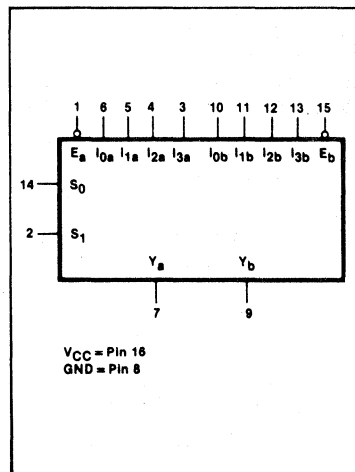 1 6 5 4 3 10 11 12 13 15
Ea I0a I1a I2a I3a I0b I1b I2b I3b Eb
14 S0
2 S1
Ya Yb
7 9
VCC = Pin 16
GND = Pin 8